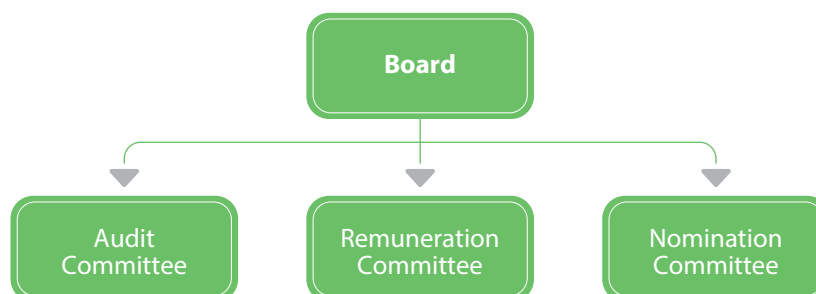 Board
Audit
Committee
Remuneration
Committee
Nomination
Committee